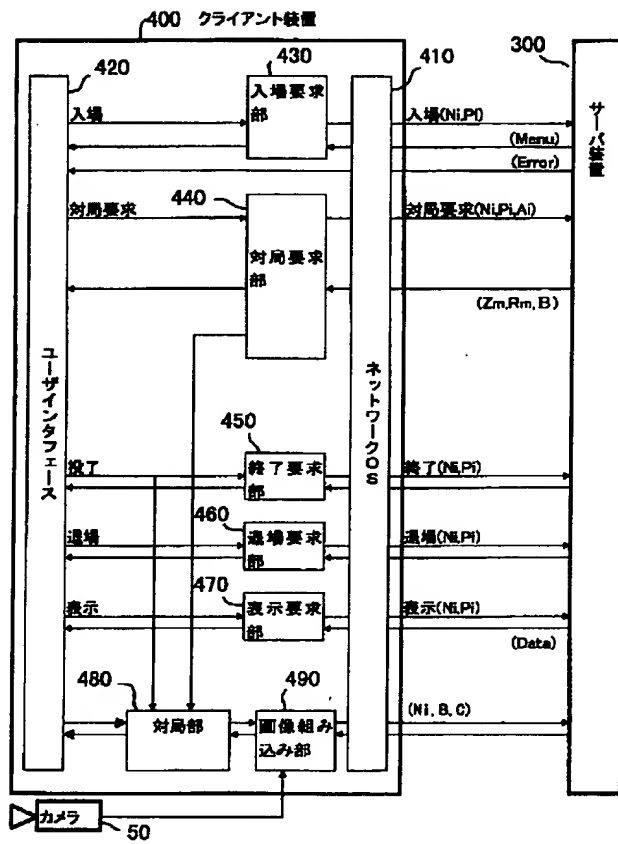 400 クライアント装置
420
430
410
300
入場
入場要求
部
入場(Ni,Pi)
(Menu)
(Error)
サーバ装置
440
対局要求
対局要求
部
対局要求(Ni,Pi,Ai)
(Zm,Rm,B)
ユーザインタフェース
ネットワークOS
450
投了
終了要求
部
終了(Ni,Pi)
460
退場
退場要求
部
退場(Ni,Pi)
470
表示
表示要求
部
表示(Ni,Pi)
(Data)
480
490
対局部
画像組み
込み部
(Ni,B,C)
カメラ
50